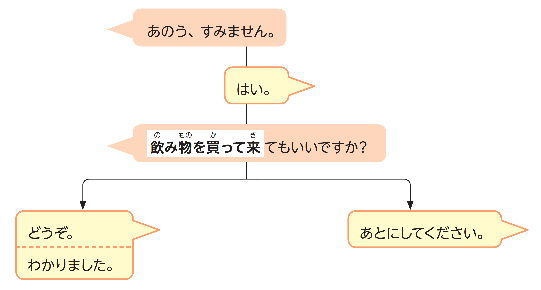 あのう、すみません。
はい。
の もの か き
飲み物を買って来てもいいですか？
どうぞ。
わかりました。
あとにしてください。